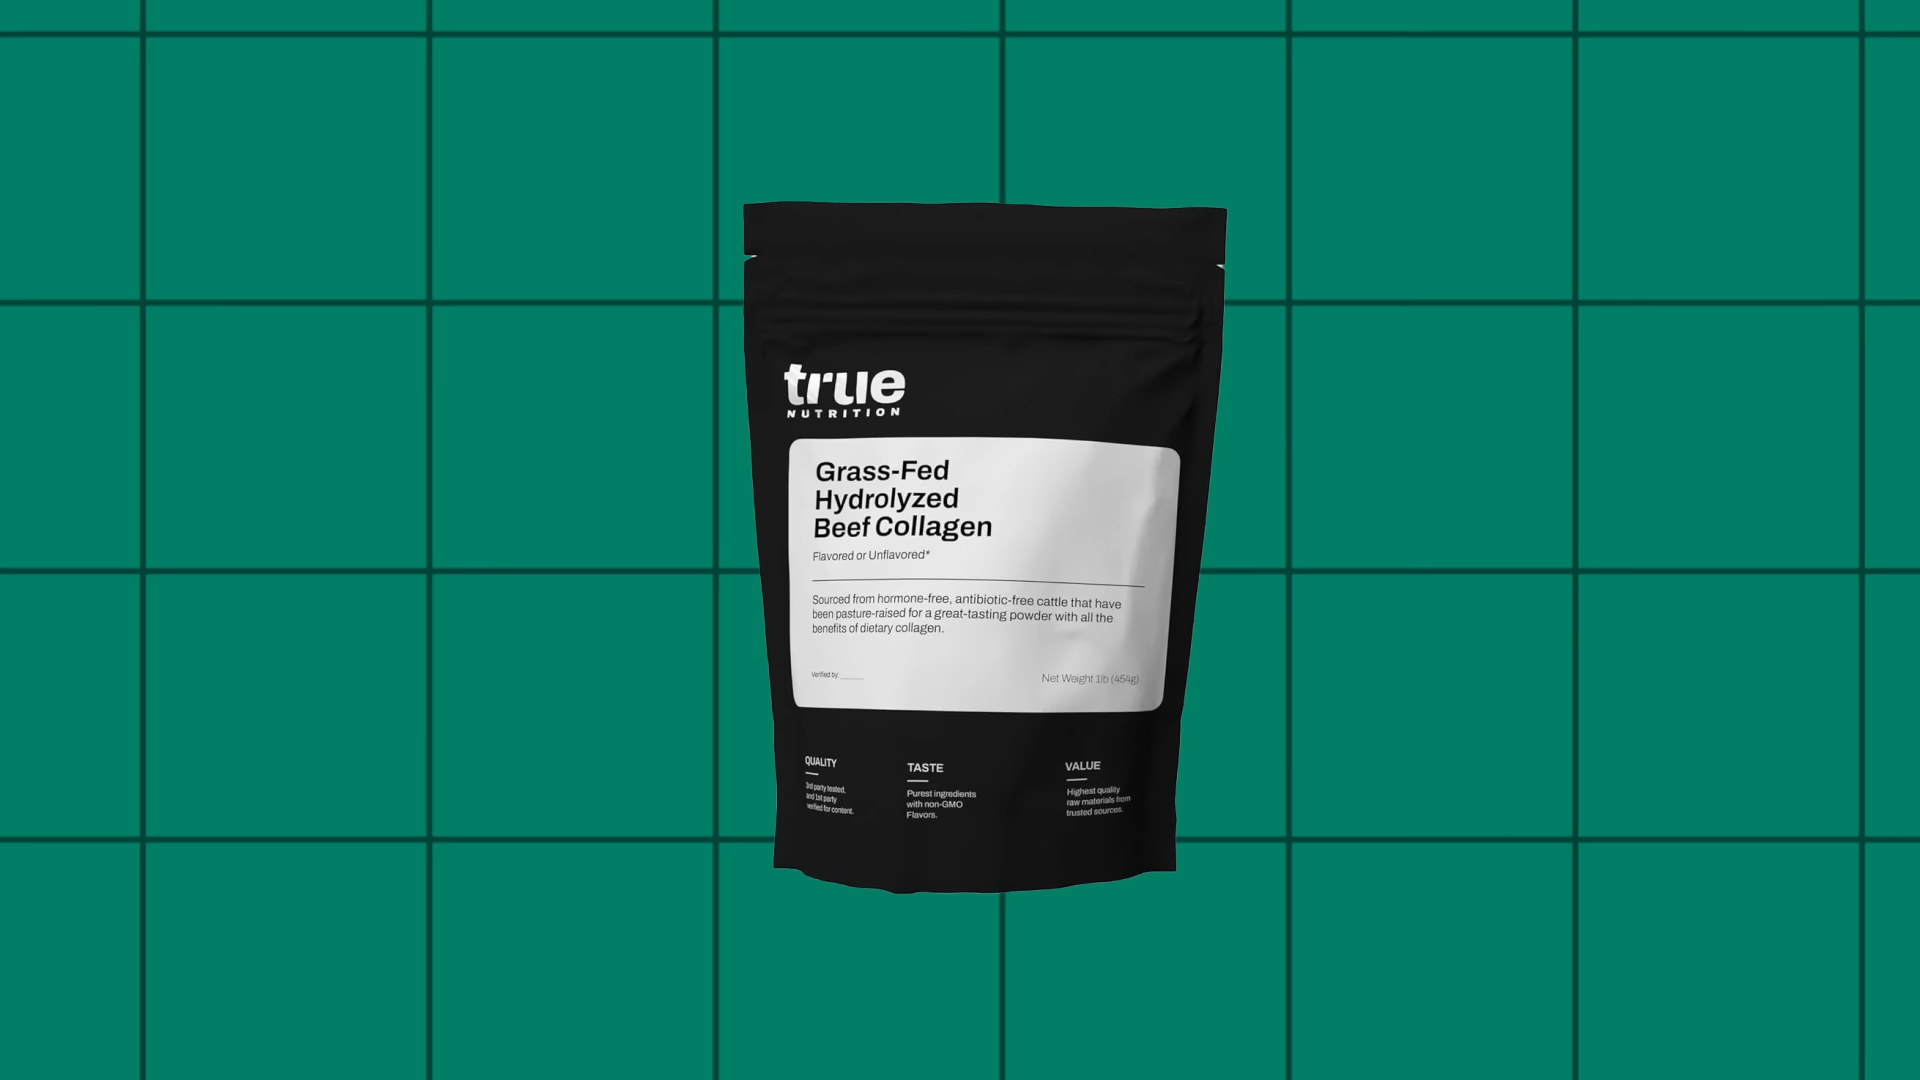 true
NUTRITION
Grass-Fed
Hydrolyzed
Beef Collagen
Flavored or Unflavored*
Sourced from hormone-free, antibiotic-free cattle that have
been pasture-raised for a great-tasting powder with all the
benefits of dietary collagen.
verified by: ______
Net Weight 1lb (454g)
QUALITY
3rd party tested,
and 1st party
verified for content.
TASTE
Purest ingredients
with non-GMO
Flavors.
VALUE
Highest quality
raw materials from
trusted sources.